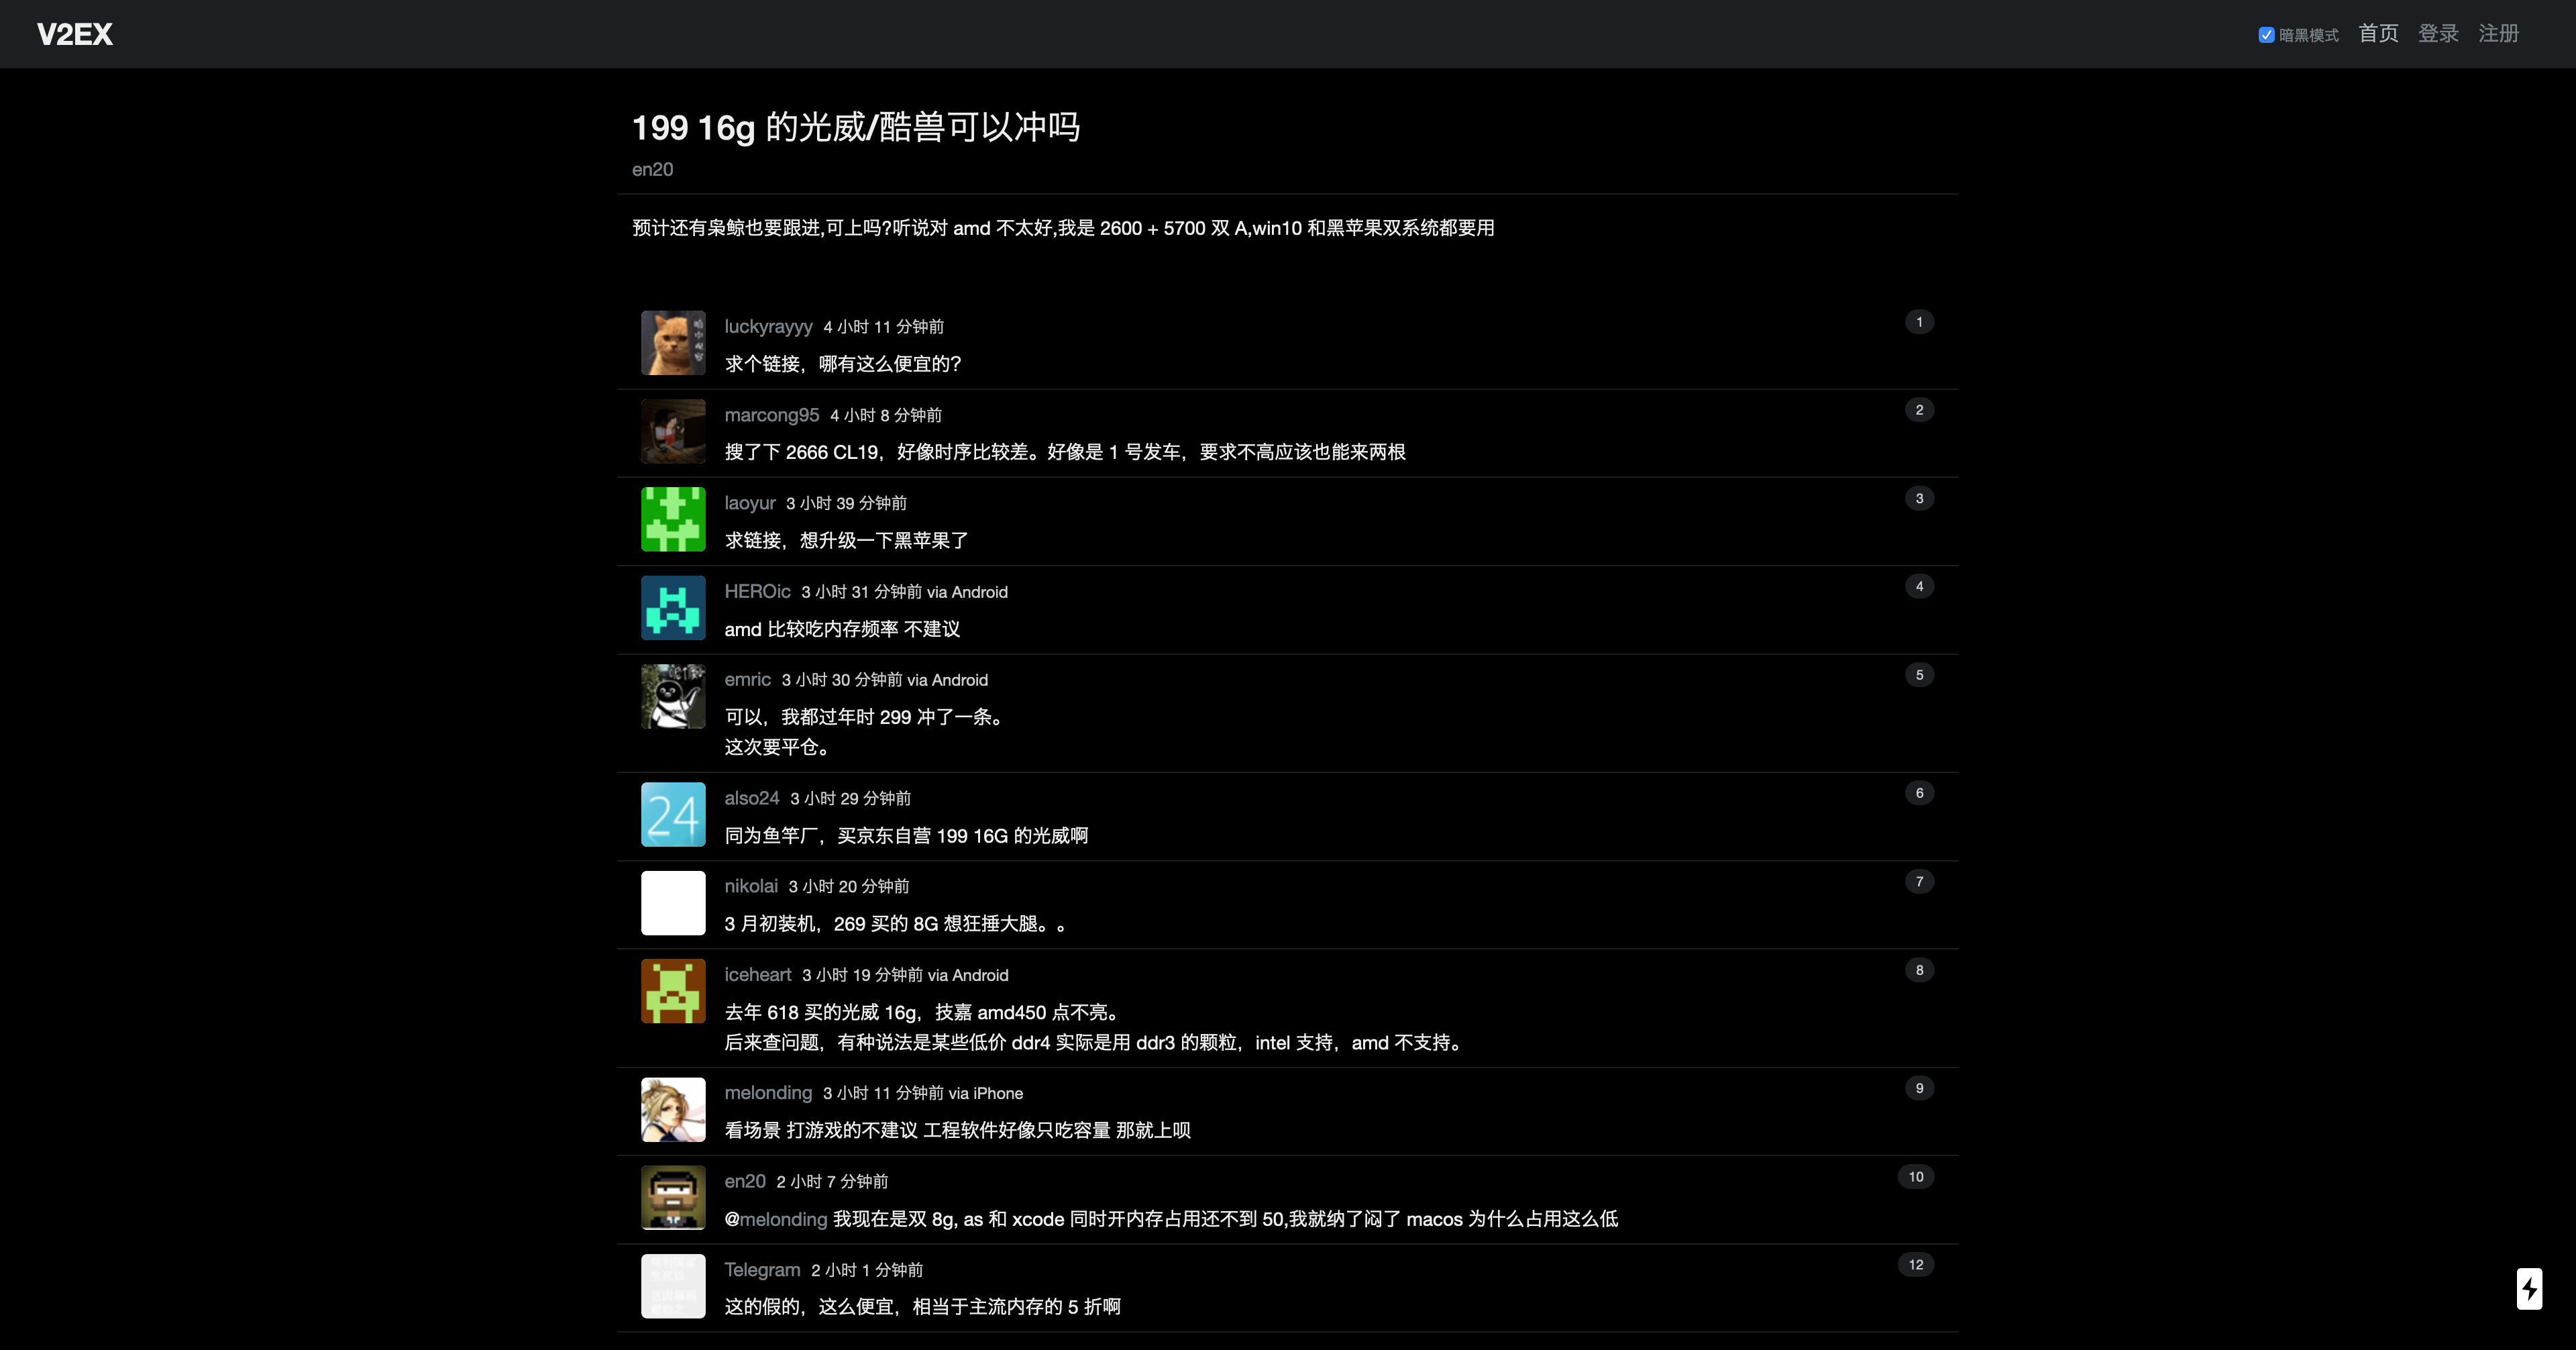 V2EX
暗黑模式 首页 登录 注册
199 16g 的光威/酷兽可以冲吗
en20
预计还有枭鲸也要跟进,可上吗?听说对 amd 不太好,我是 2600 + 5700 双 A,win10 和黑苹果双系统都要用
luckyrayyy 4 小时 11 分钟前
1
求个链接，哪有这么便宜的？
marcong95 4 小时 8 分钟前
2
搜了下 2666 CL19，好像时序比较差。好像是 1 号发车，要求不高应该也能来两根
laoyur 3 小时 39 分钟前
3
求链接，想升级一下黑苹果了
HEROic 3 小时 31 分钟前 via Android
4
amd 比较吃内存频率 不建议
emric 3 小时 30 分钟前 via Android
5
可以，我都过年时 299 冲了一条。
这次要平仓。
24
also24 3 小时 29 分钟前
6
同为鱼竿厂，买京东自营 199 16G 的光威啊
nikolai 3 小时 20 分钟前
7
3 月初装机，269 买的 8G 想狂捶大腿。。
iceheart 3 小时 19 分钟前 via Android
8
去年 618 买的光威 16g，技嘉 amd450 点不亮。
后来查问题，有种说法是某些低价 ddr4 实际是用 ddr3 的颗粒，intel 支持，amd 不支持。
melonding 3 小时 11 分钟前 via iPhone
9
看场景 打游戏的不建议 工程软件好像只吃容量 那就上呗
en20 2 小时 7 分钟前
10
@melonding 我现在是双 8g, as 和 xcode 同时开内存占用还不到 50,我就纳了闷了 macos 为什么占用这么低
Telegram 2 小时 1 分钟前
12
这的假的，这么便宜，相当于主流内存的 5 折啊